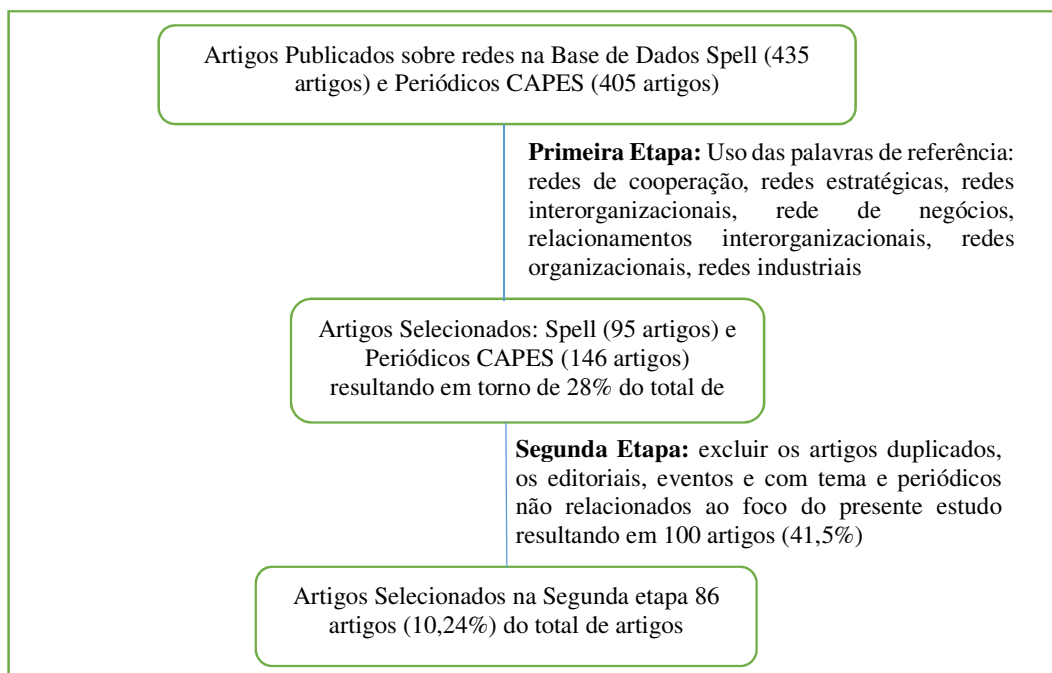 Artigos Publicados sobre redes na Base de Dados Spell (435
artigos) e Periódicos CAPES (405 artigos)
Primeira Etapa: Uso das palavras de referência:
redes de cooperação, redes estratégicas, redes
interorganizacionais, rede de negócios,
relacionamentos interorganizacionais, redes
organizacionais, redes industriais
Artigos Selecionados: Spell (95 artigos) e
Periódicos CAPES (146 artigos)
resultando em torno de 28% do total de
Segunda Etapa: excluir os artigos duplicados,
os editoriais, eventos e com tema e periódicos
não relacionados ao foco do presente estudo
resultando em 100 artigos (41,5%)
Artigos Selecionados na Segunda etapa 86
artigos (10,24%) do total de artigos